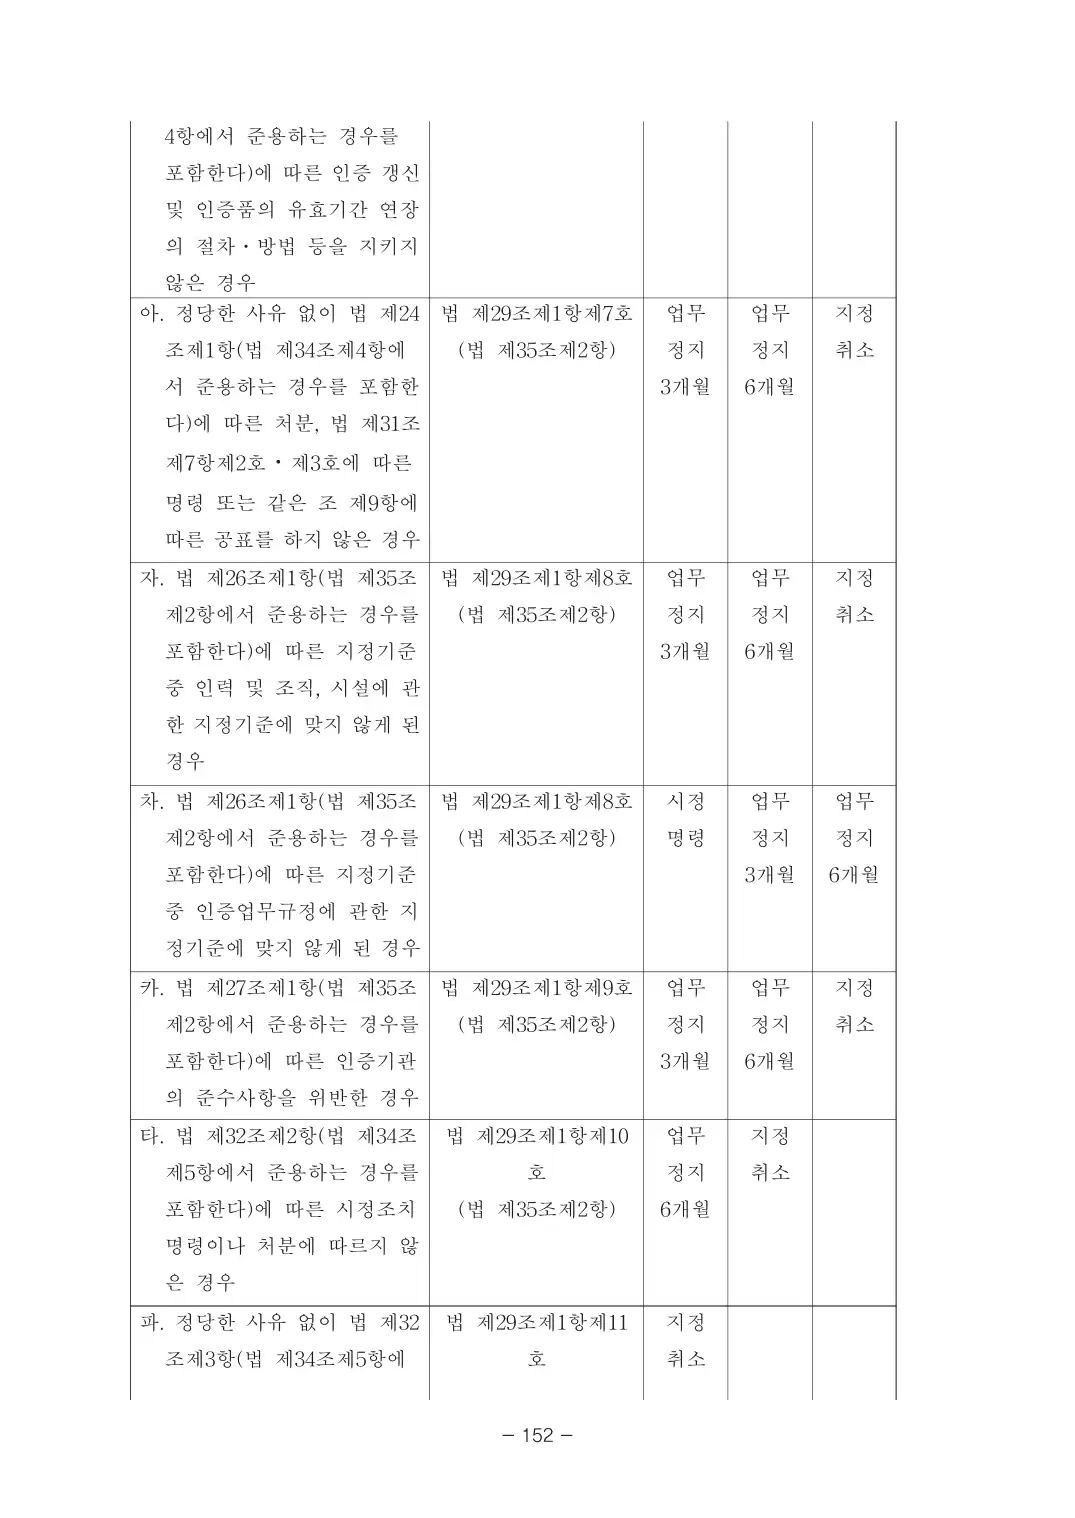 4항에서 준용하는 경우를
포함한다)에 따른 인증 갱신
및 인증품의 유효기간 연장
의 절차·방법 등을 지키지
않은 경우
아. 정당한 사유 없이 법 제24
조제1항(법 제34조제4항에
서 준용하는 경우를 포함한
다)에 따른 처분, 법 제31조
제7항제2호·제3호에 따른
명령 또는 같은 조 제9항에
따른 공표를 하지 않은 경우
법 제29조제1항제7호
(법 제35조제2항)
업무
정지
3개월
업무
정지
6개월
지정
취소
자. 법 제26조제1항(법 제35조
제2항에서 준용하는 경우를
포함한다)에 따른 지정기준
중 인력 및 조직, 시설에 관
한 지정기준에 맞지 않게 된
경우
법 제29조제1항제8호
(법 제35조제2항)
업무
정지
3개월
업무
정지
6개월
지정
취소
차. 법 제26조제1항(법 제35조
제2항에서 준용하는 경우를
포함한다)에 따른 지정기준
중 인증업무규정에 관한 지
정기준에 맞지 않게 된 경우
법 제29조제1항제8호
(법 제35조제2항)
시정
명령
업무
정지
3개월
업무
정지
6개월
카. 법 제27조제1항(법 제35조
제2항에서 준용하는 경우를
포함한다)에 따른 인증기관
의 준수사항을 위반한 경우
법 제29조제1항제9호
(법 제35조제2항)
업무
정지
3개월
업무
정지
6개월
지정
취소
타. 법 제32조제2항(법 제34조
제5항에서 준용하는 경우를
포함한다)에 따른 시정조치
명령이나 처분에 따르지 않
은 경우
법 제29조제1항제10
호
(법 제35조제2항)
업무
정지
6개월
지정
취소
파. 정당한 사유 없이 법 제32
조제3항(법 제34조제5항에
법 제29조제1항제11
호
지정
취소
- 152 -